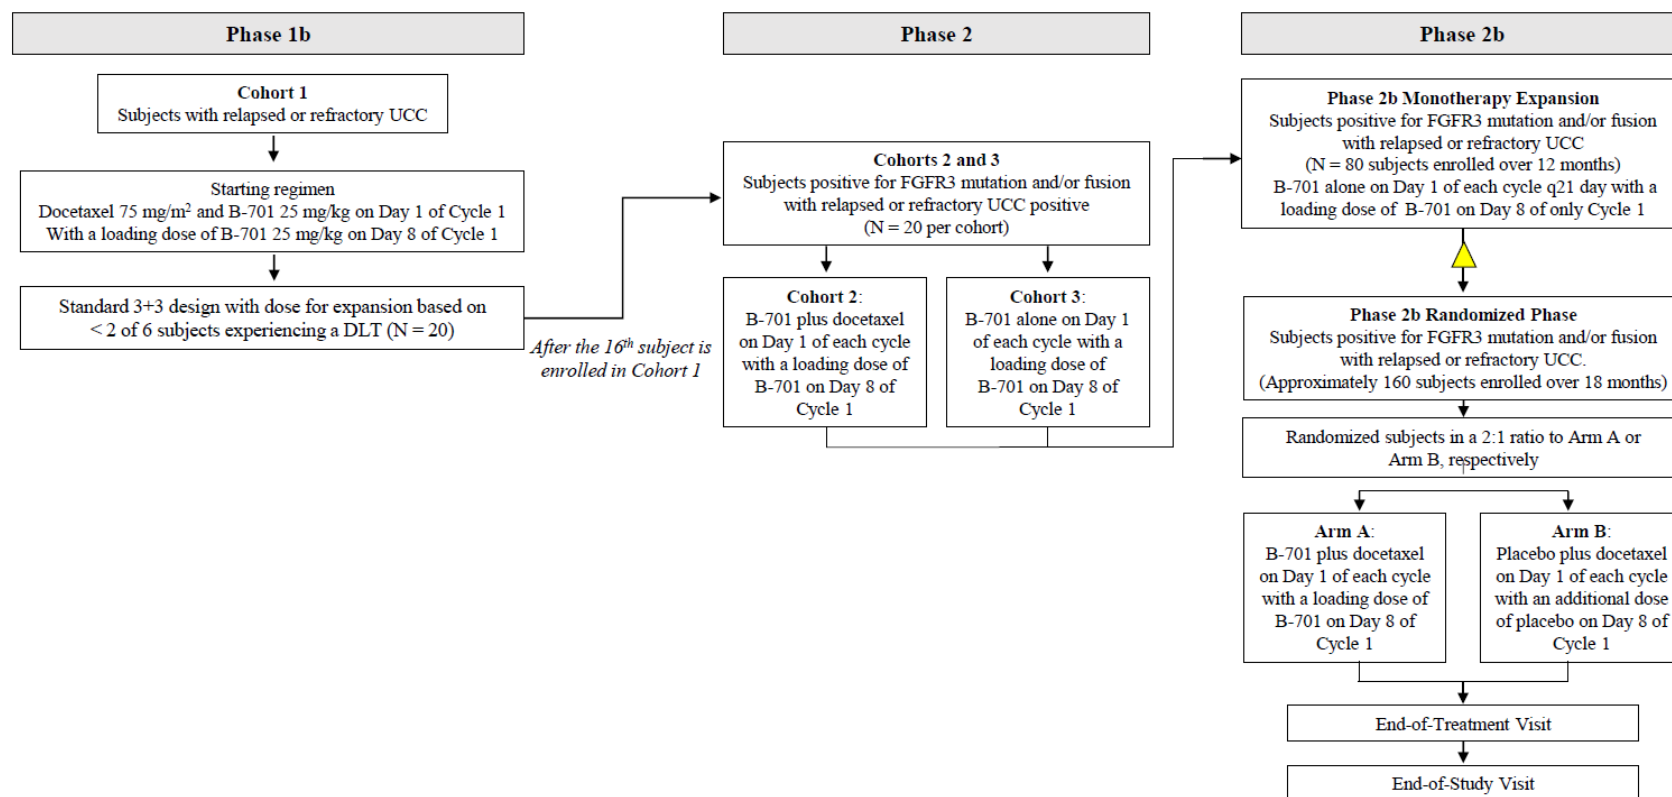 Phase 1b
Cohort 1
Subjects with relapsed or refractory UCC
Starting regimen
Docetaxel 75 mg/m² and B-701 25 mg/kg on Day 1 of Cycle 1
With a loading dose of B-701 25 mg/kg on Day 8 of Cycle 1
Standard 3+3 design with dose for expansion based on
< 2 of 6 subjects experiencing a DLT (N = 20)
After the 16th subject is
enrolled in Cohort 1
Phase 2
Cohorts 2 and 3
Subjects positive for FGFR3 mutation and/or fusion
with relapsed or refractory UCC positive
(N = 20 per cohort)
Cohort 2:
B-701 plus docetaxel
on Day 1 of each cycle
with a loading dose of
B-701 on Day 8 of
Cycle 1
Cohort 3:
B-701 alone on Day 1
of each cycle with a
loading dose of
B-701 on Day 8 of
Cycle 1
Phase 2b
Phase 2b Monotherapy Expansion
Subjects positive for FGFR3 mutation and/or fusion
with relapsed or refractory UCC
(N = 80 subjects enrolled over 12 months)
B-701 alone on Day 1 of each cycle q21 day with a
loading dose of B-701 on Day 8 of only Cycle 1
Phase 2b Randomized Phase
Subjects positive for FGFR3 mutation and/or fusion
with relapsed or refractory UCC.
(Approximately 160 subjects enrolled over 18 months)
Randomized subjects in a 2:1 ratio to Arm A or
Arm B, respectively
Arm A:
B-701 plus docetaxel
on Day 1 of each cycle
with a loading dose of
B-701 on Day 8 of
Cycle 1
Arm B:
Placebo plus docetaxel
on Day 1 of each cycle
with an additional dose
of placebo on Day 8 of
Cycle 1
End-of-Treatment Visit
End-of-Study Visit